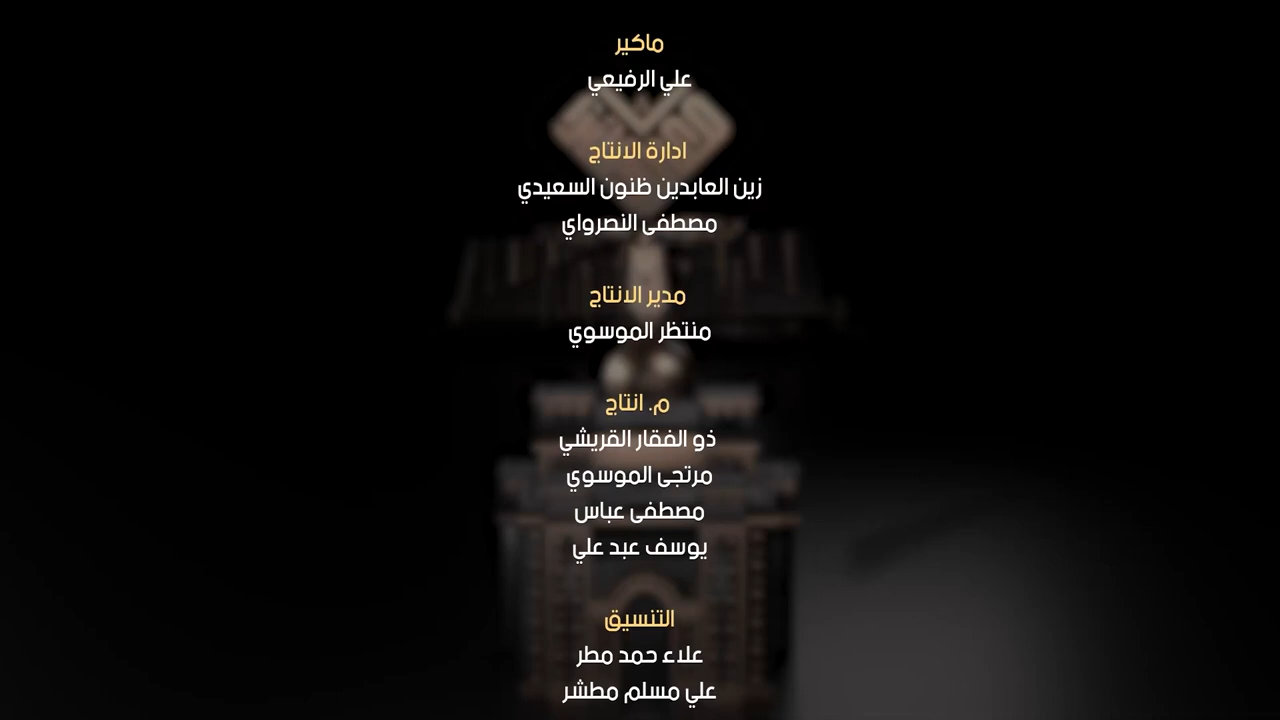 ماكير
علي الرفيعي
ادارة الانتاج
زين العابدين ظنون السعيدي
مصطفى النصرواي
مدير الانتاج
منتظر الموسوي
م. انتاج
ذو الفقار القريشي
مرتجى الموسوي
مصطفى عباس
يوسف عبد علي
التنسيق
علاء حمد مطر
علي مسلم مطشر